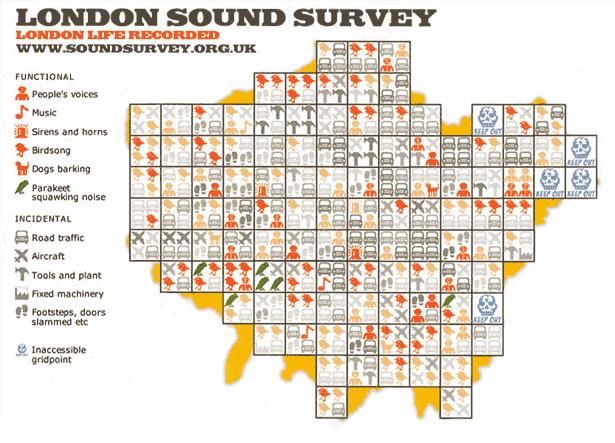 LONDON SOUND SURVEY
LONDON LIFE RECORDED
WWW.SOUNDSURVEY.ORG.UK
FUNCTIONAL
People's voices
Music
Sirens and horns
Birdsong
Dogs barking
Parakeet
squawking noise
INCIDENTAL
Road traffic
Aircraft
Tools and plant
Fixed machinery
Footsteps, doors
slammed etc
Inaccessible
gridpoint
KEEP OUT
KEEP OUT
KEEP OUT
KEEP OUT
KEEP OUT